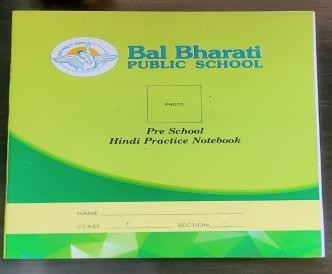 Bal Bharati
PUBLIC SCHOOL
PHOTO
Pre School
Hindi Practice Notebook
NAME
CLASS
SECTION